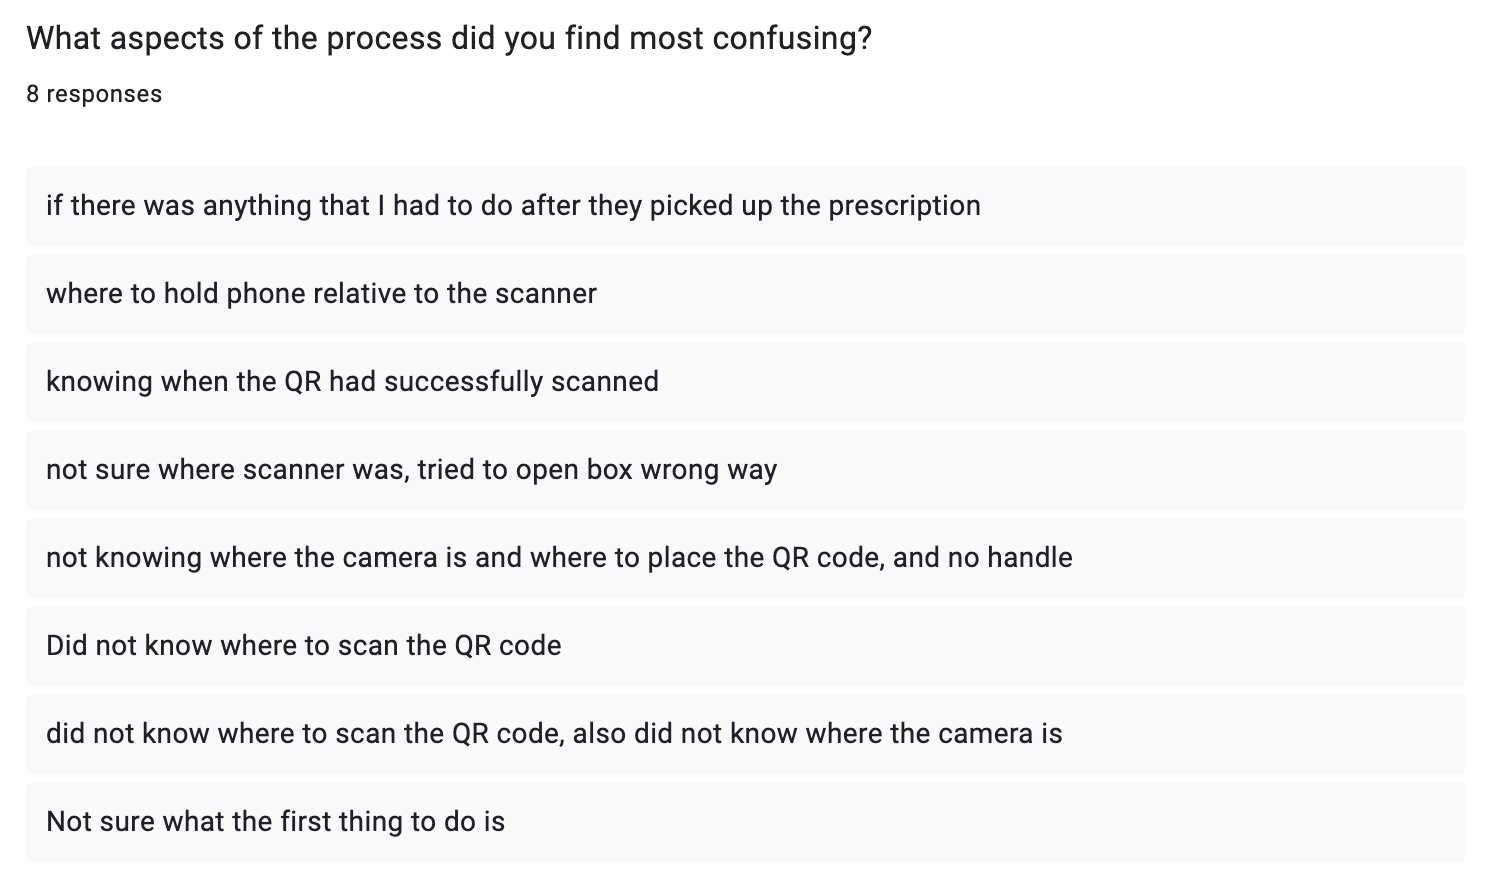 What aspects of the process did you find most confusing?
8 responses
if there was anything that I had to do after they picked up the prescription
where to hold phone relative to the scanner
knowing when the QR had successfully scanned
not sure where scanner was, tried to open box wrong way
not knowing where the camera is and where to place the QR code, and no handle
Did not know where to scan the QR code
did not know where to scan the QR code, also did not know where the camera is
Not sure what the first thing to do is